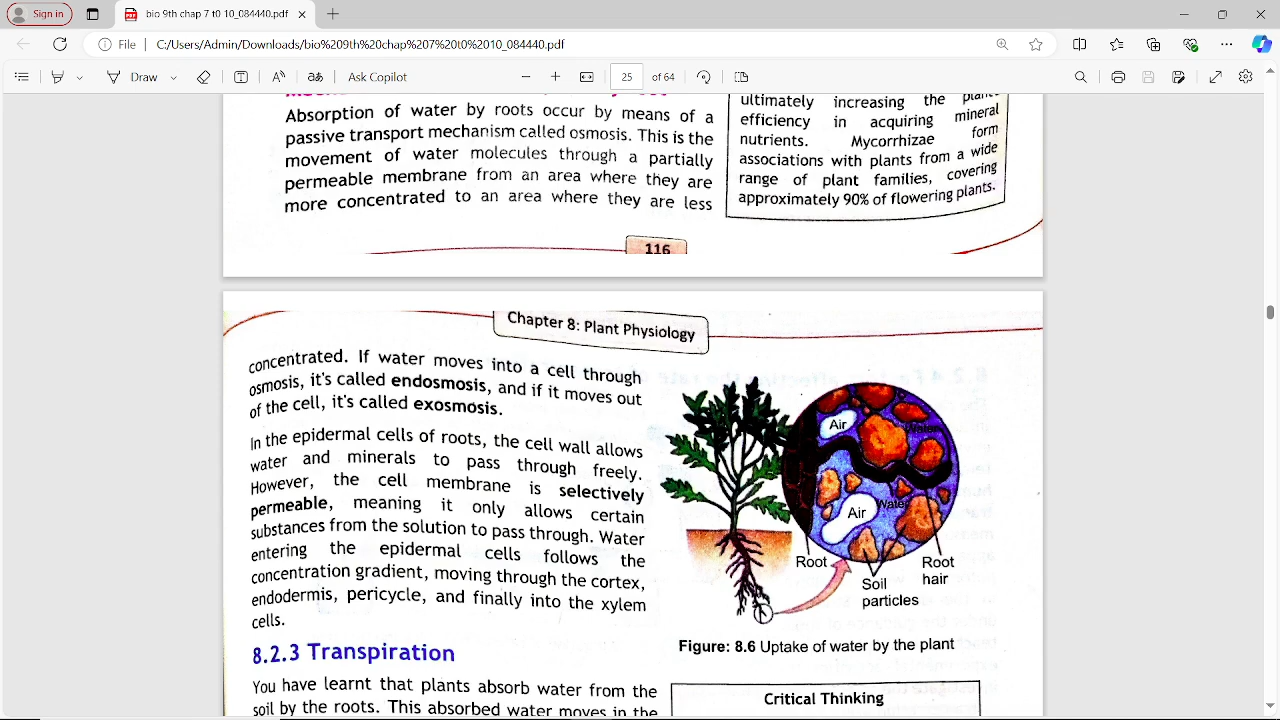 Sign in
bio 9th chap 7 t0 10_084440.pdf
File
C:/Users/Admin/Downloads/bio%209th%20chap%207%20t0%2010_084440.pdf
Draw
Ask Copilot
25 of 64
Absorption of water by roots occur by means of a
passive transport mechanism called osmosis. This is the
movement of water molecules through a partially
permeable membrane from an area where they are
more concentrated to an area where they are less
ultimately increasing the plant
efficiency in acquiring mineral
nutrients. Mycorrhizae form
associations with plants from a wide
range of plant families, covering
approximately 90% of flowering plants.
116
Chapter 8: Plant Physiology
concentrated. If water moves into a cell through
osmosis, it's called endosmosis, and if it moves out
of the cell, it's called exosmosis.
In the epidermal cells of roots, the cell wall allows
water and minerals to pass through freely.
However, the cell membrane is selectively
permeable, meaning it only allows certain
substances from the solution to pass through. Water
entering the epidermal cells follows the
concentration gradient, moving through the cortex,
endodermis, pericycle, and finally into the xylem
cells.
Air
Water
Air
Water
Root
Soil
particles
Root
hair
Figure: 8.6 Uptake of water by the plant
8.2.3 Transpiration
You have learnt that plants absorb water from the
soil by the roots. This absorbed water moves in the
Critical Thinking